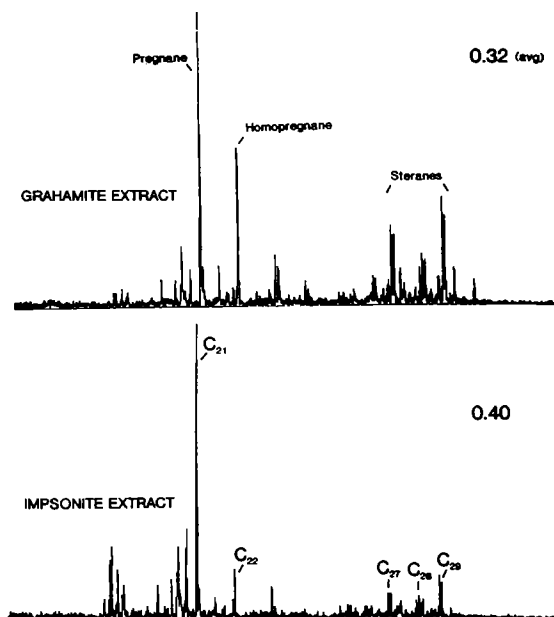 0.32 (avg)
Pregnane
Homopregnane
Steranes
GRAHAMITE EXTRACT
C21
0.40
IMPSONITE EXTRACT
C22
C27
C28
C29